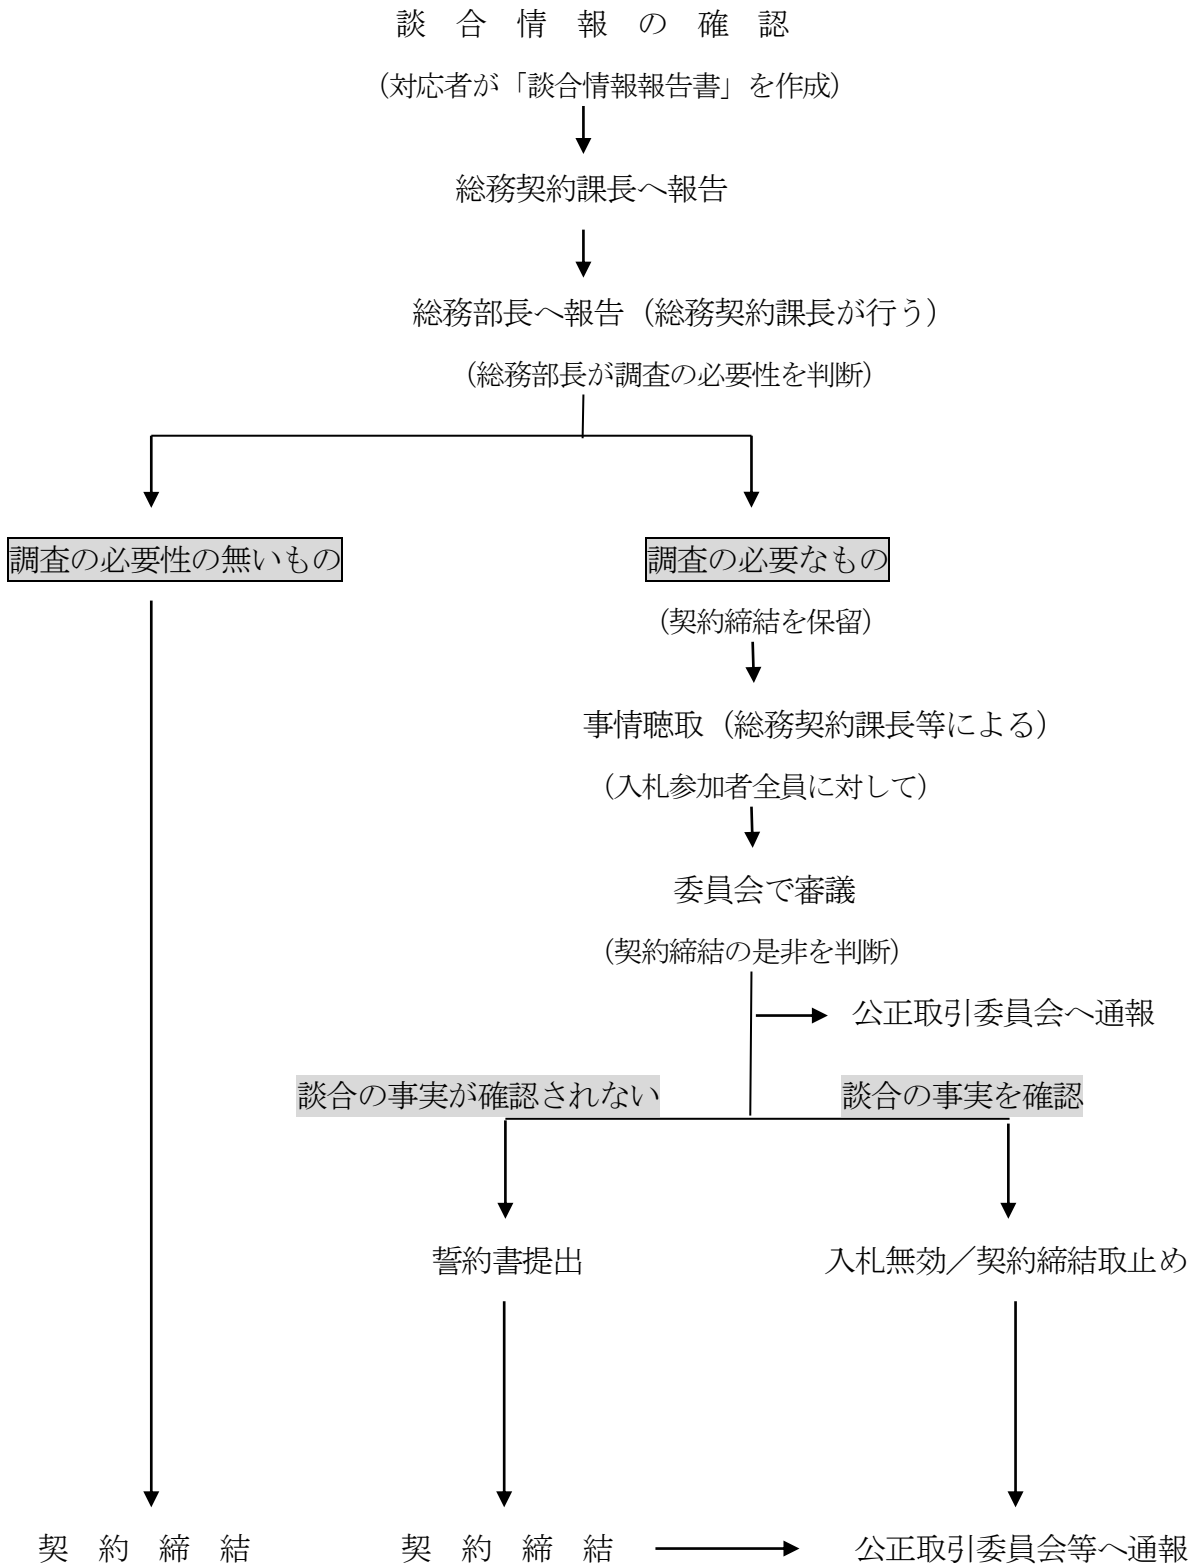 談　合　情　報　の　確　認
（対応者が「談合情報報告書」を作成）
総務契約課長へ報告
総務部長へ報告（総務契約課長が行う）
（総務部長が調査の必要性を判断）
調査の必要性の無いもの
調査の必要なもの
（契約締結を保留）
事情聴取（総務契約課長等による）
（入札参加者全員に対して）
委員会で審議
（契約締結の是非を判断）
公正取引委員会へ通報
談合の事実が確認されない
談合の事実を確認
誓約書提出
入札無効／契約締結取止め
契　約　締　結
契　約　締　結
公正取引委員会等へ通報